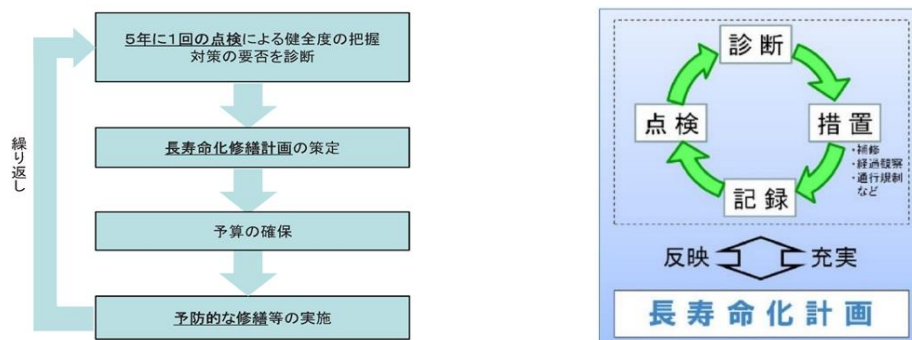 5年に1回の点検による健全度の把握
対策の要否を診断
長寿命化修繕計画の策定
予算の確保
予防的な修繕等の実施
繰り返し
診断
点検
措置
・補修
・経過観察
・通行規制
など
記録
反映
充実
長寿命化計画